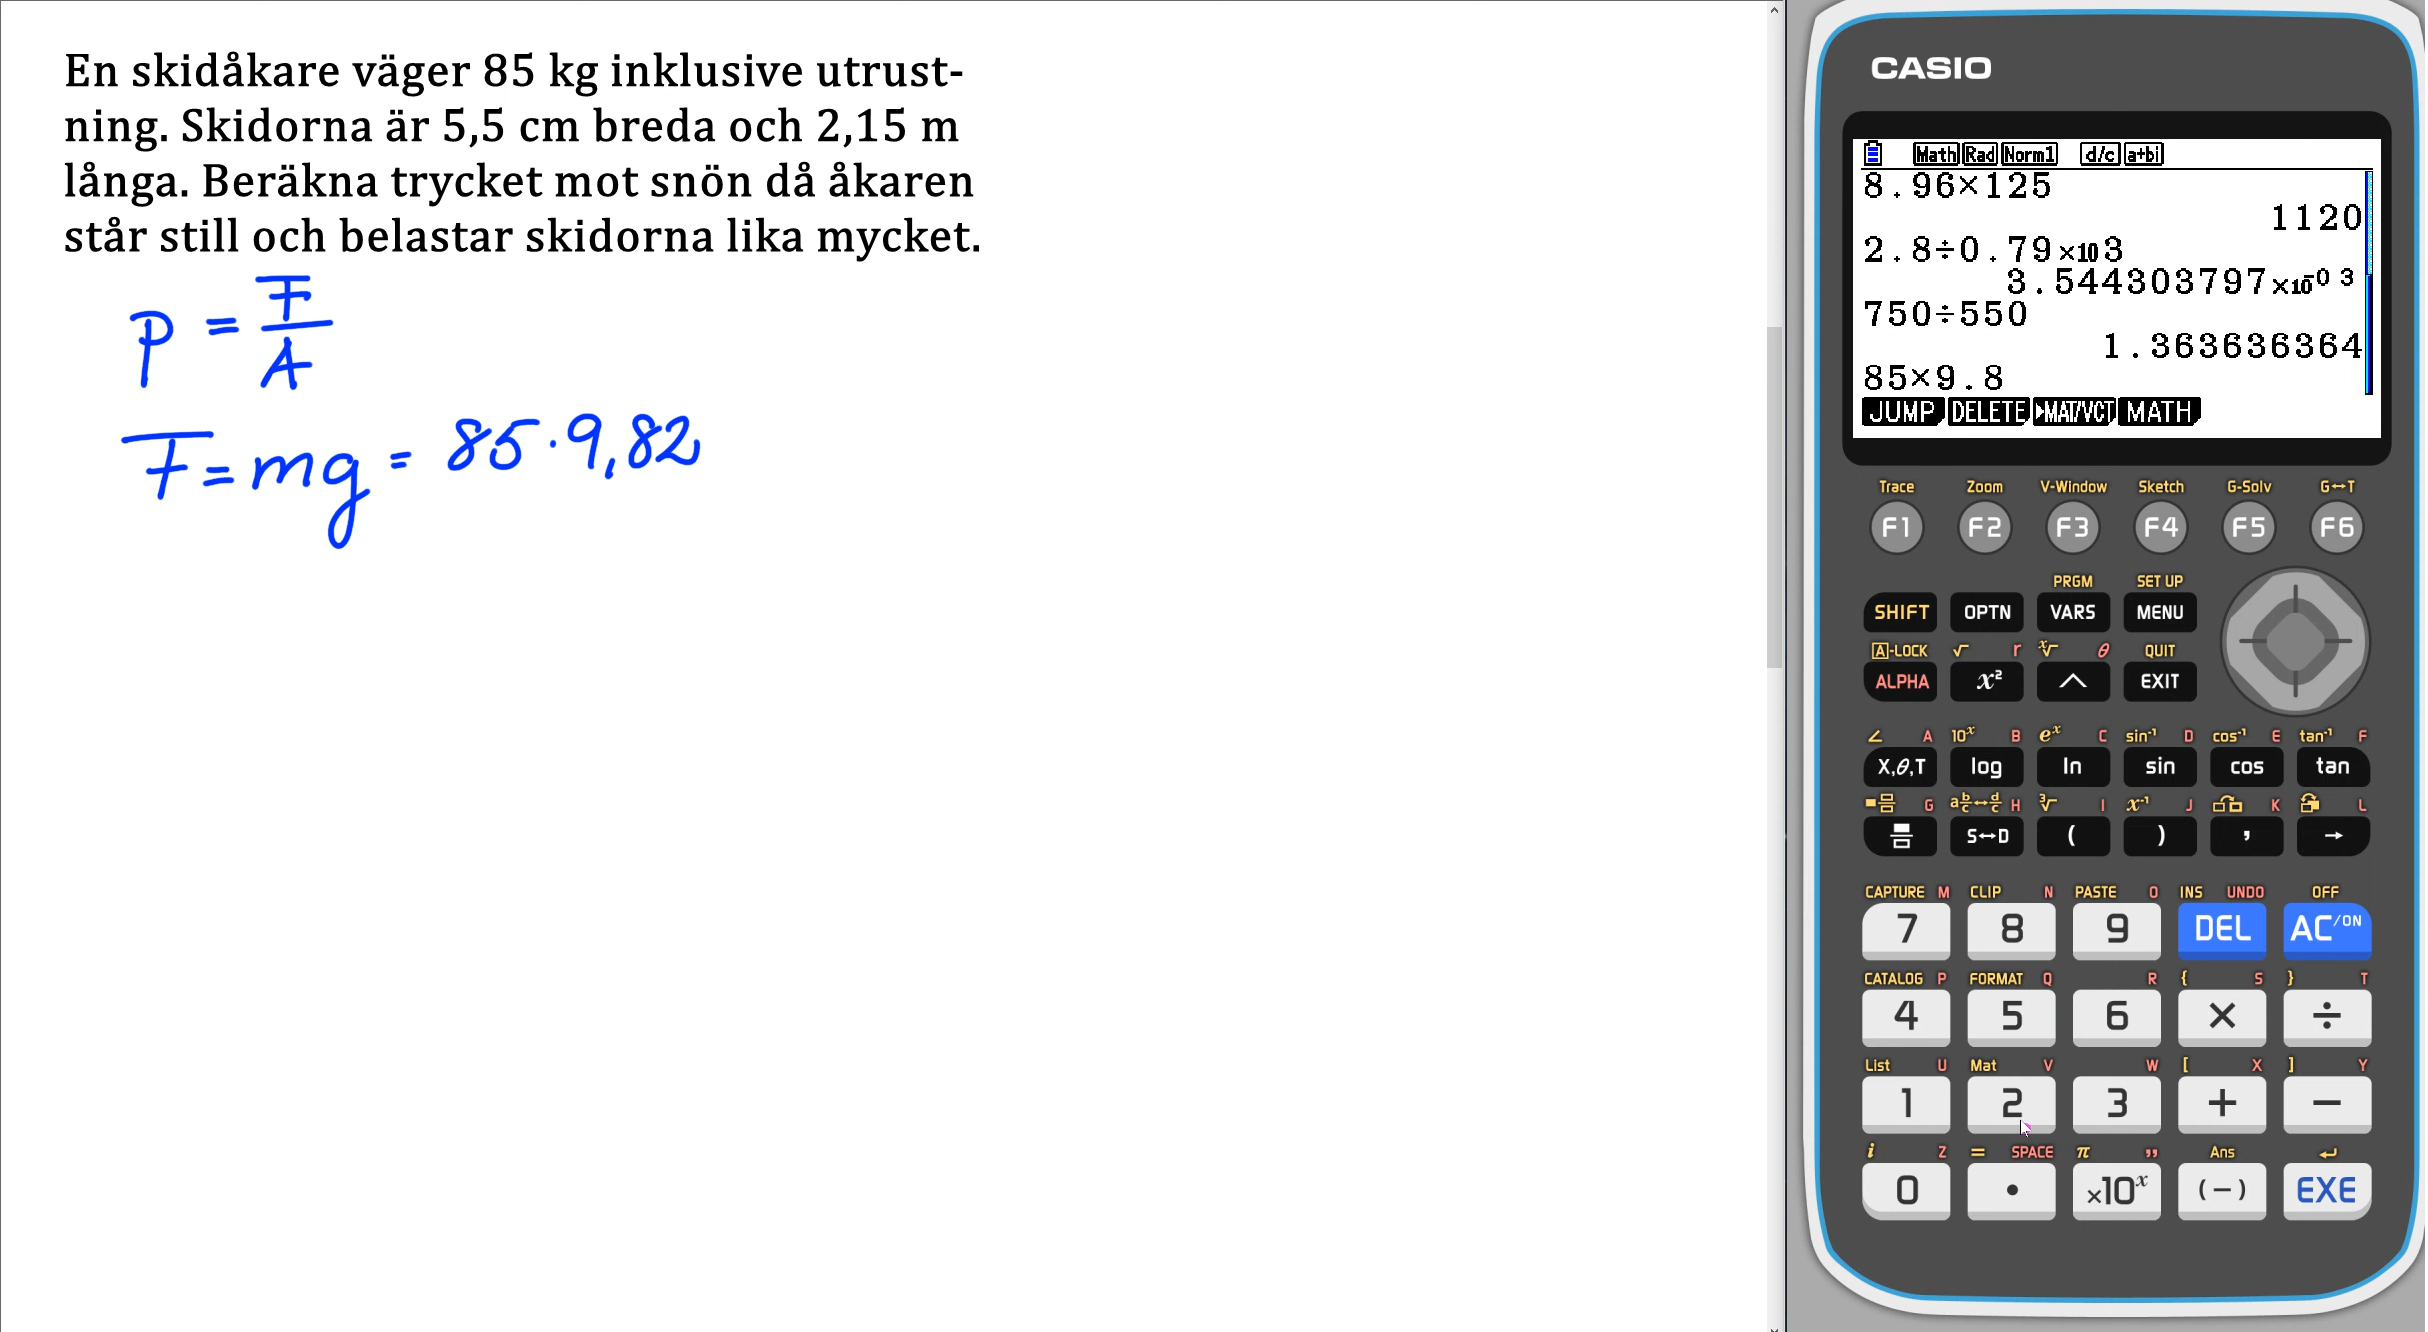 En skidåkare väger 85 kg inklusive utrust-
ning. Skidorna är 5,5 cm breda och 2,15 m
långa. Beräkna trycket mot snön då åkaren
står still och belastar skidorna lika mycket.
p = F/A
F = mg = 85 · 9,82
CASIO
Math Rad Norm1 d/c a+bi
8.96×125
1120
2.8÷0.79×10 3
3.544303797×10⁻⁰³
750÷550
1.363636364
85×9.8
JUMP DELETE ▶MAT/VCT MATH
Trace Zoom V-Window Sketch G-Solv G↔T
F1 F2 F3 F4 F5 F6
PRGM SET UP
SHIFT OPTN VARS MENU
A-LOCK √ r ˣ√ θ QUIT
ALPHA x² ^ EXIT
∠ A 10ˣ B eˣ C sin⁻¹ D cos⁻¹ E tan⁻¹ F
X,θ,T log ln sin cos tan
G a b/c↔d/c H ³√ I x⁻¹ J K L
S↔D ( ) , →
CAPTURE M CLIP N PASTE O INS UNDO OFF
7 8 9 DEL AC/ON
CATALOG P FORMAT Q R { S } T
4 5 6 × ÷
List U Mat V W [ X ] Y
1 2 3 + −
i Z = SPACE π " Ans ↵
0 . ×10ˣ (−) EXE